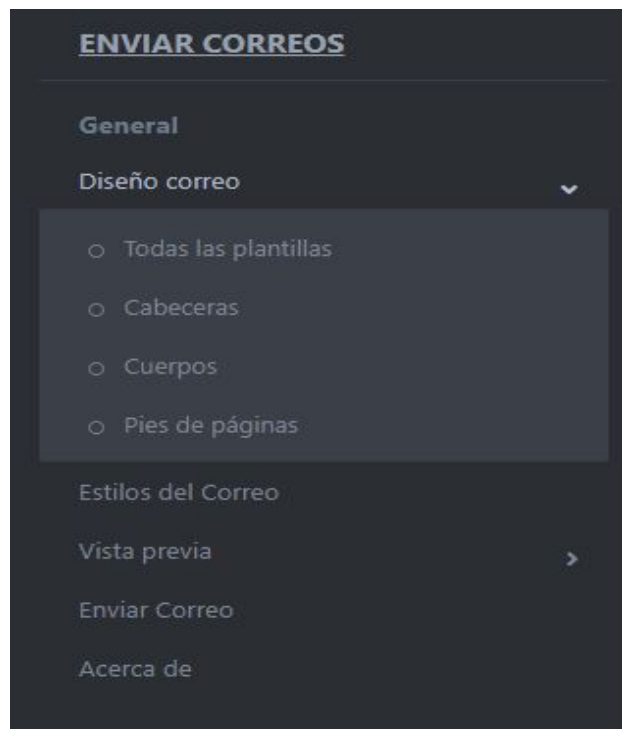 ENVIAR CORREOS
General
Diseño correo
Todas las plantillas
Cabeceras
Cuerpos
Pies de páginas
Estilos del Correo
Vista previa
Enviar Correo
Acerca de